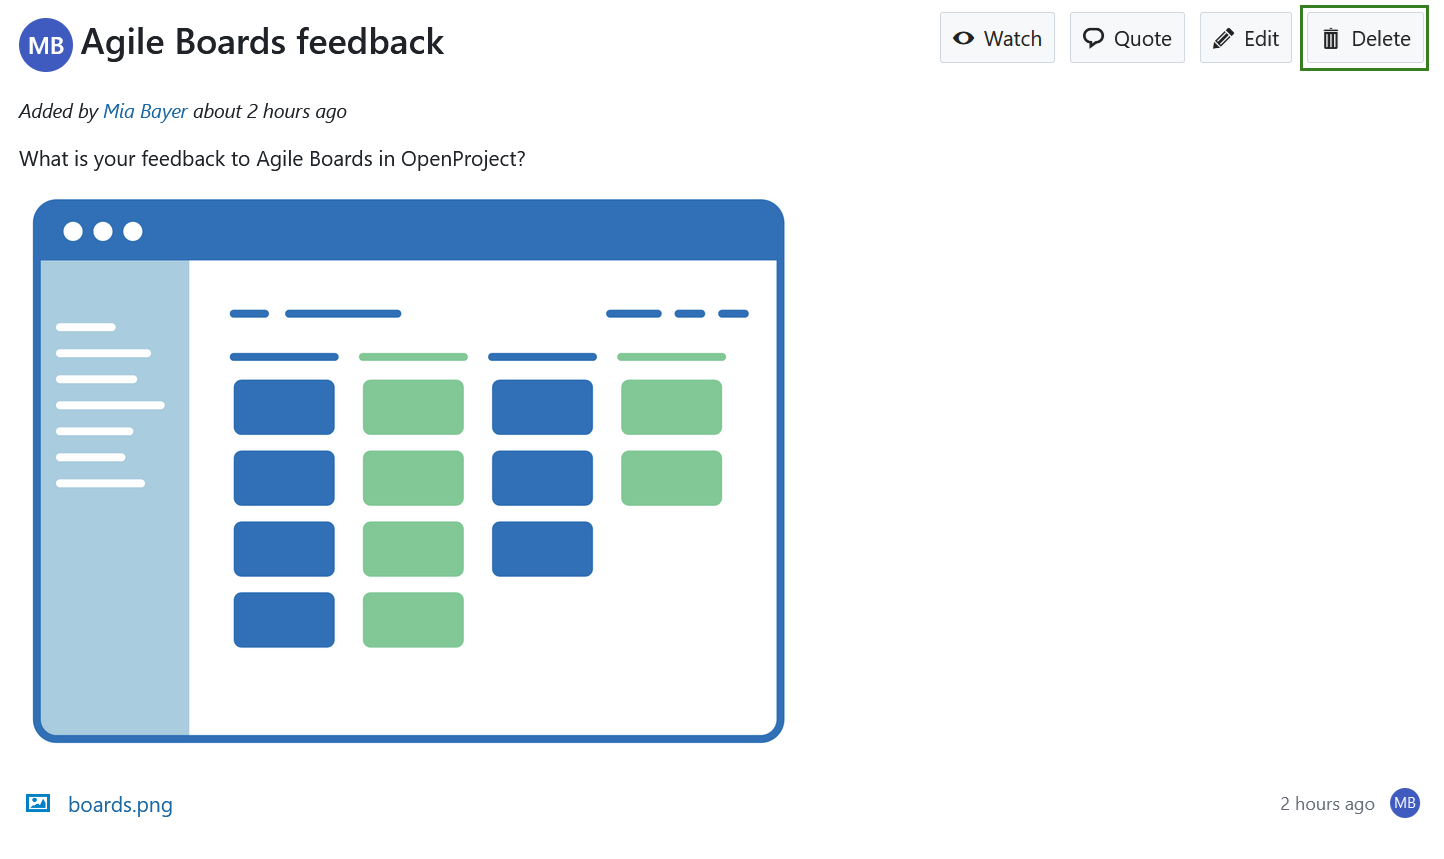 MB Agile Boards feedback
Watch Quote Edit Delete
Added by Mia Bayer about 2 hours ago
What is your feedback to Agile Boards in OpenProject?
boards.png
2 hours ago MB